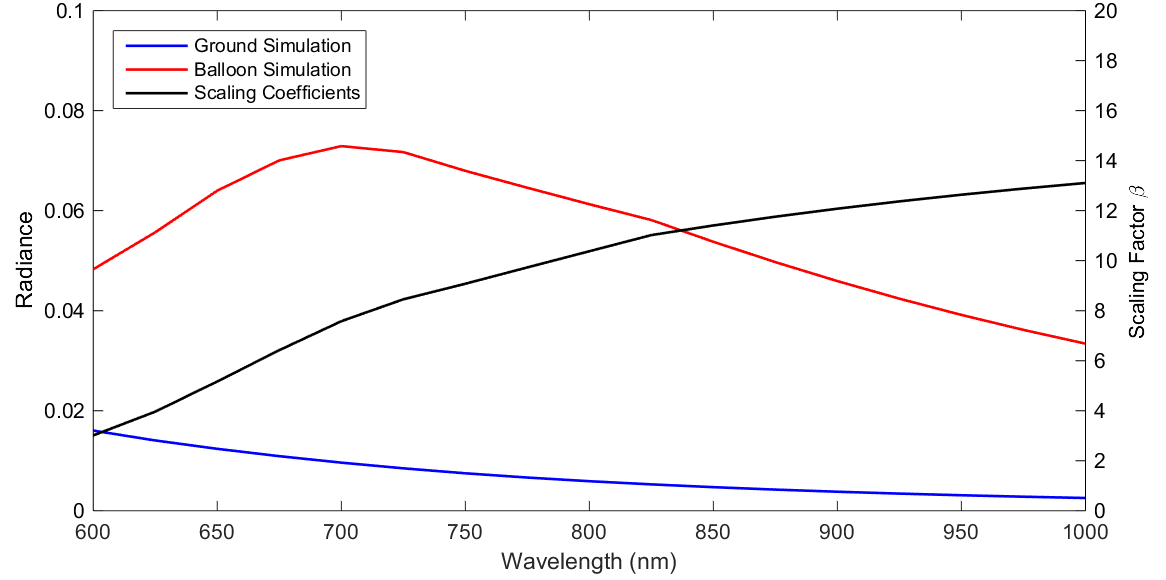 0.1
0.08
0.06
0.04
0.02
0
Radiance
Ground Simulation
Balloon Simulation
Scaling Coefficients
20
18
16
14
12
10
8
6
4
2
0
Scaling Factor β
600 650 700 750 800 850 900 950 1000
Wavelength (nm)